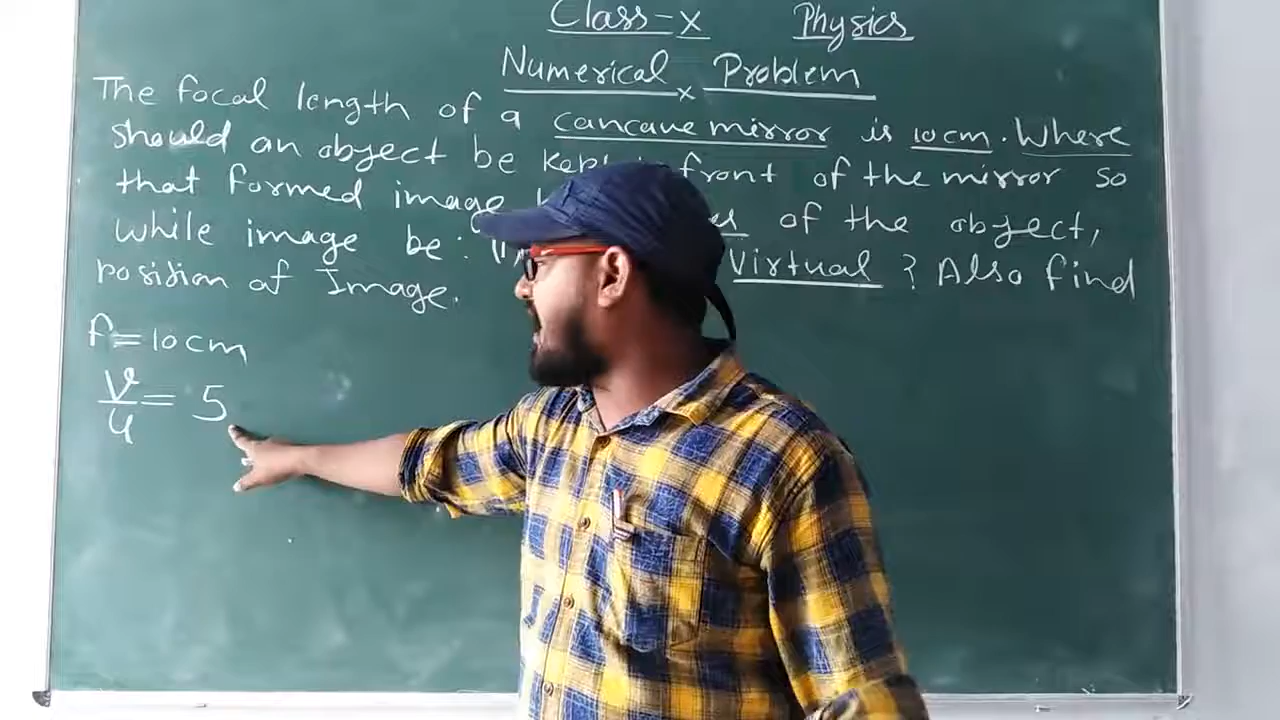 Class-X Physics
Numerical Problem
x
The focal length of a cancave mirror is 10cm. Where
should an object be kept front of the mirror so
that formed image of the object,
while image be: Virtual ? Also find
Position of Image.
f=10cm
v/u = 5